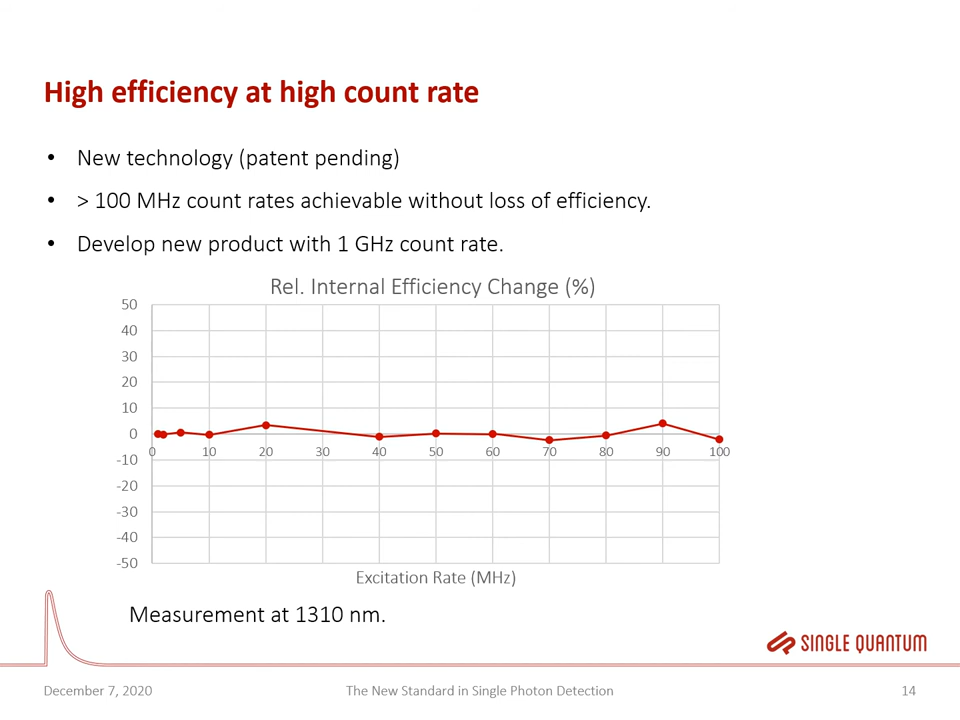 High efficiency at high count rate
• New technology (patent pending)
• > 100 MHz count rates achievable without loss of efficiency.
• Develop new product with 1 GHz count rate.
Rel. Internal Efficiency Change (%)
50
40
30
20
10
0
-10
-20
-30
-40
-50
0 10 20 30 40 50 60 70 80 90 100
Excitation Rate (MHz)
Measurement at 1310 nm.
SINGLE QUANTUM
December 7, 2020 The New Standard in Single Photon Detection 14